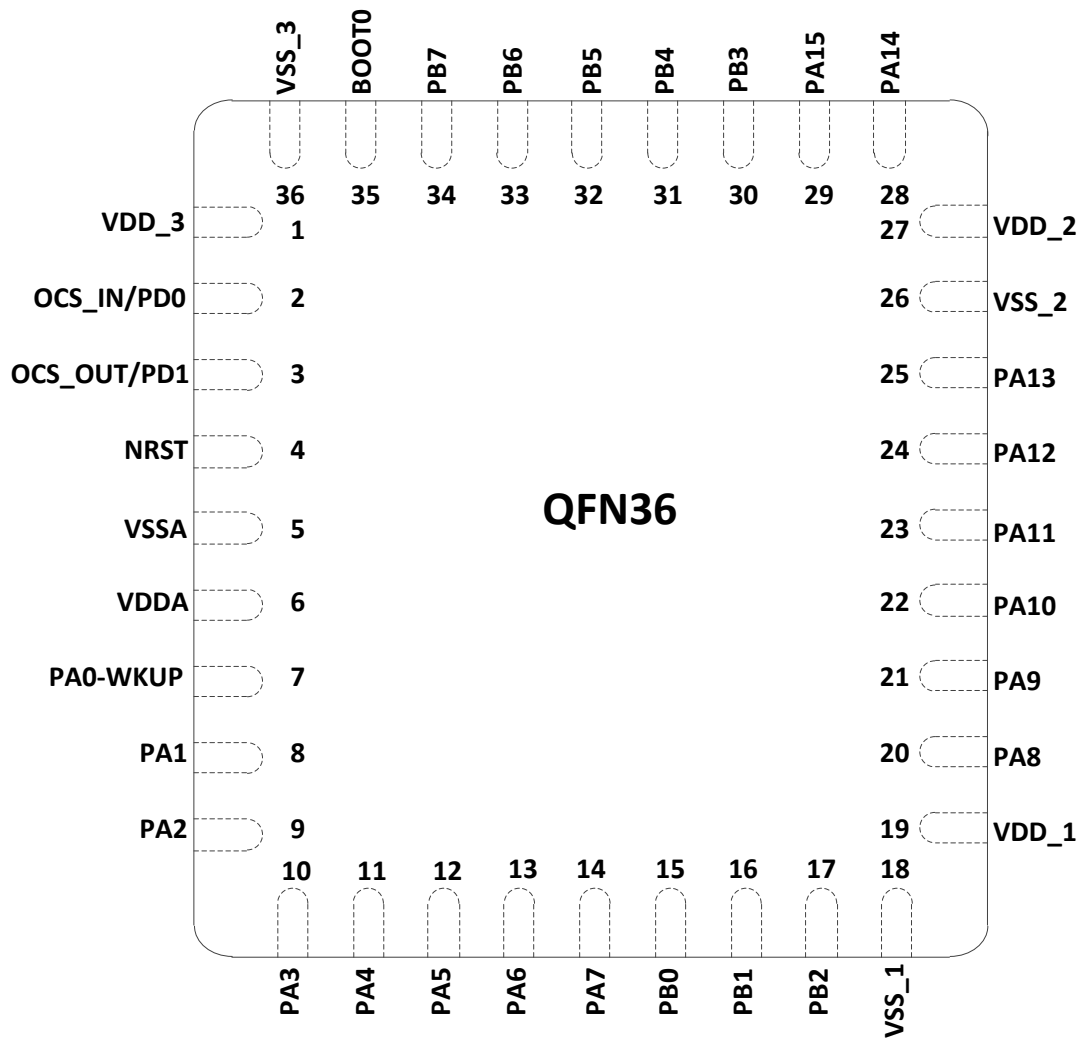 VSS_3
BOOT0
PB7
PB6
PB5
PB4
PB3
PA15
PA14
36
35
34
33
32
31
30
29
28
VDD_3
1
27
VDD_2
OCS_IN/PD0
2
26
VSS_2
OCS_OUT/PD1
3
25
PA13
NRST
4
24
PA12
QFN36
VSSA
5
23
PA11
VDDA
6
22
PA10
PA0-WKUP
7
21
PA9
PA1
8
20
PA8
PA2
9
19
VDD_1
10
11
12
13
14
15
16
17
18
PA3
PA4
PA5
PA6
PA7
PB0
PB1
PB2
VSS_1